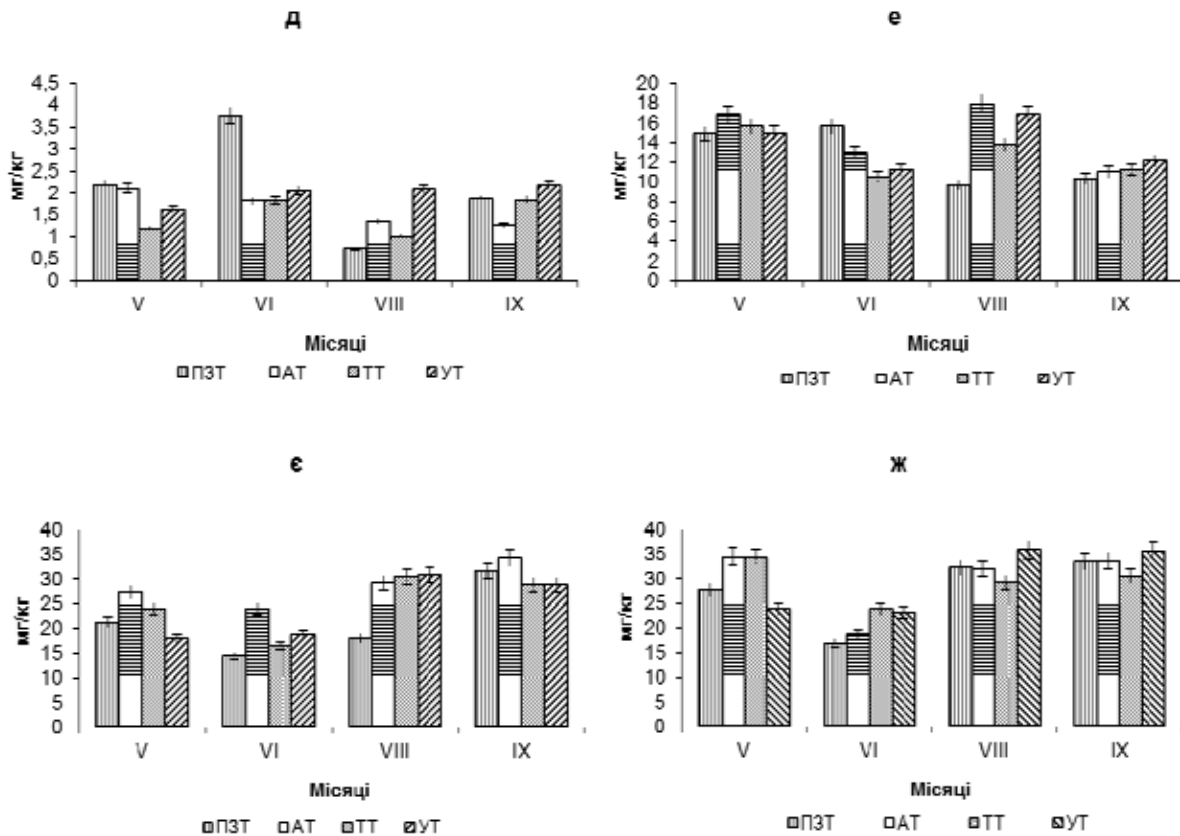 д
4,5
4
3,5
3
2,5
2
1,5
1
0,5
0
мг/кг
V VI VIII IX
Місяці
ПЗТ АТ ТТ УТ
е
20
18
16
14
12
10
8
6
4
2
0
мг/кг
V VI VIII IX
Місяці
ПЗТ АТ ТТ УТ
є
40
35
30
25
20
15
10
5
0
мг/кг
V VI VIII IX
Місяці
ПЗТ АТ ТТ УТ
ж
40
35
30
25
20
15
10
5
0
мг/кг
V VI VIII IX
Місяці
ПЗТ АТ ТТ УТ